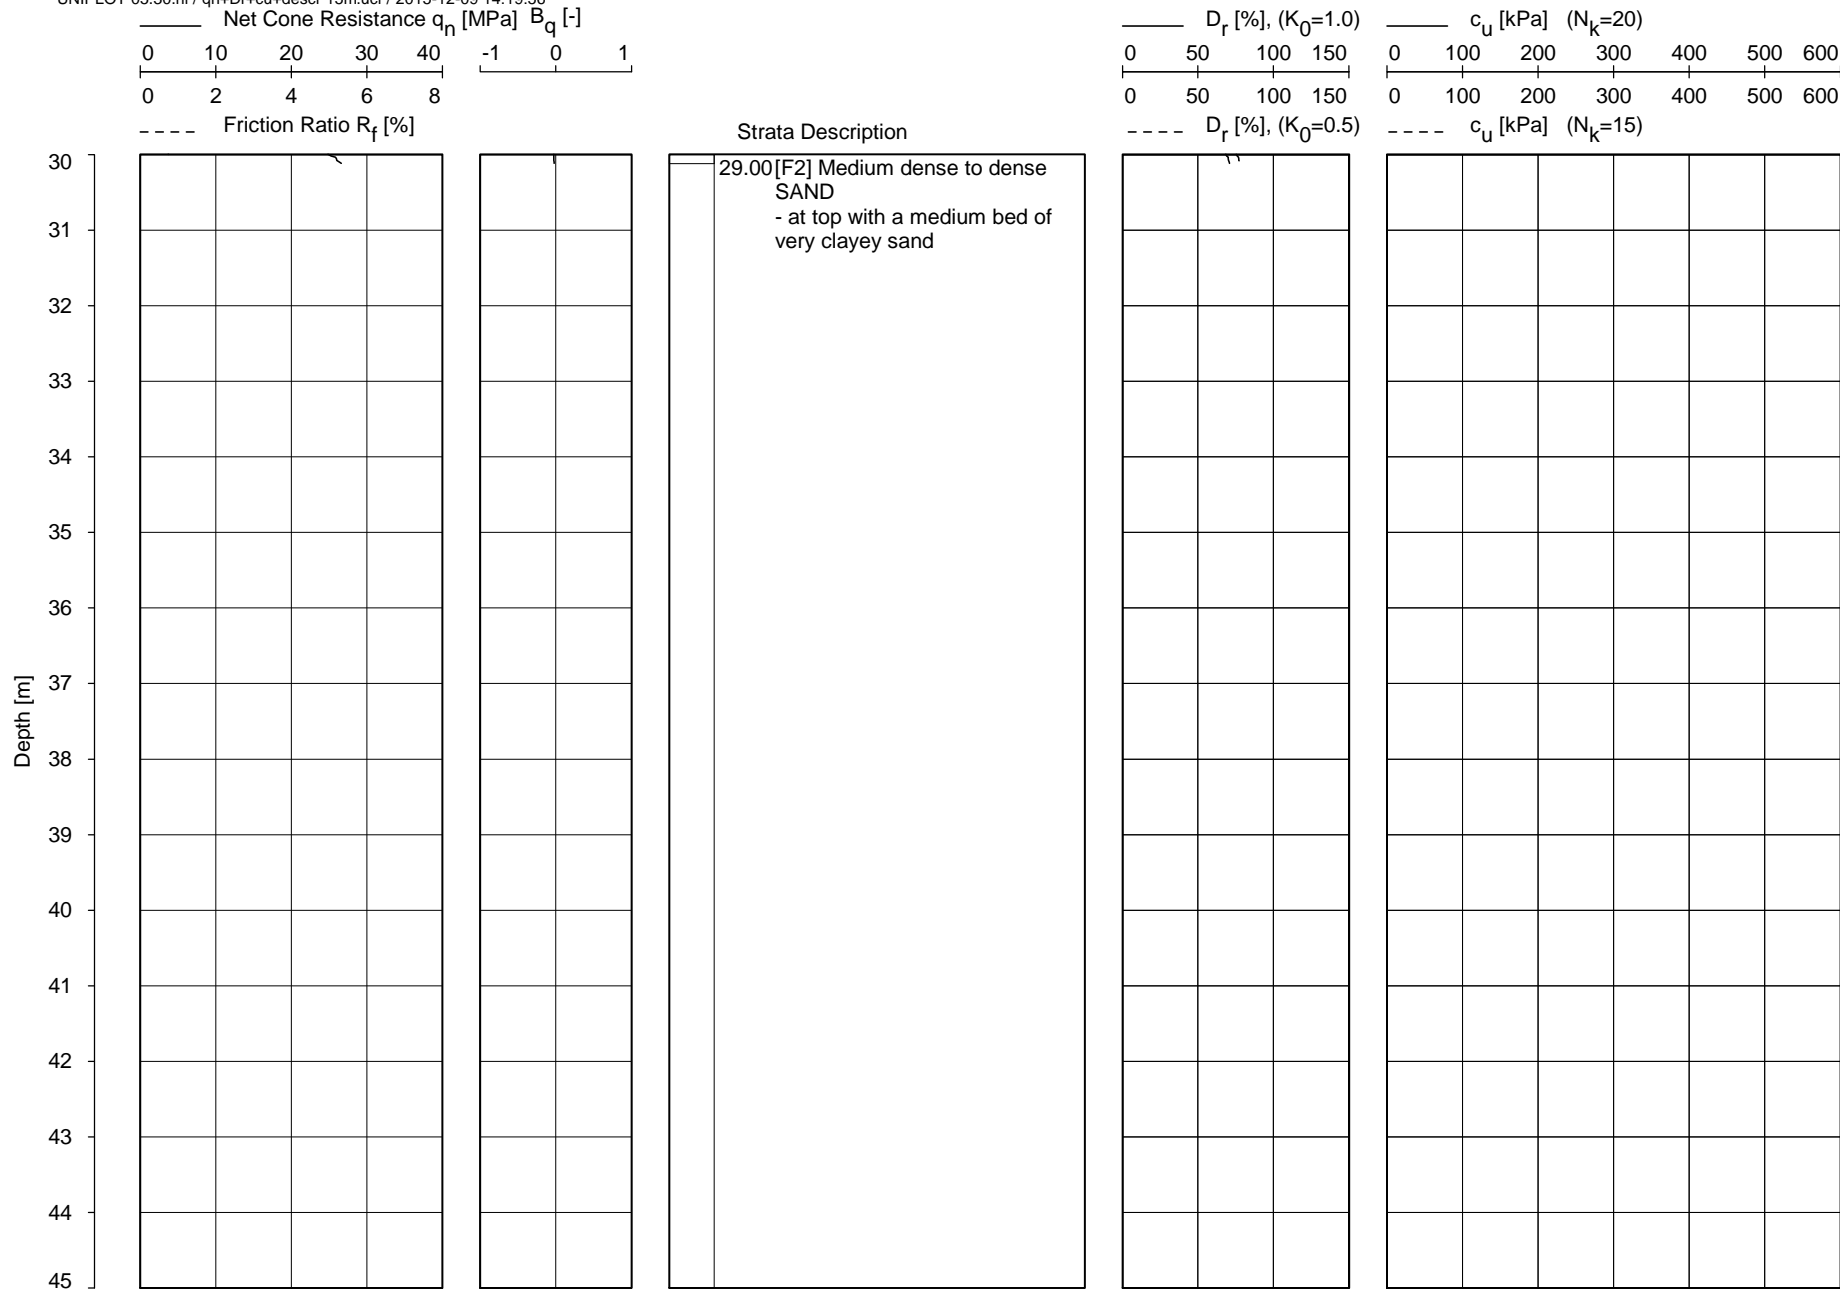 Net Cone Resistance qn [MPa] Bq [-]
Dr [%], (K0=1.0)
cu [kPa] (Nk=20)
0 10 20 30 40
-1 0 1
0 50 100 150
0 100 200 300 400 500 600
0 2 4 6 8
0 50 100 150
0 100 200 300 400 500 600
Friction Ratio Rf [%]
Strata Description
Dr [%], (K0=0.5)
cu [kPa] (Nk=15)
29.00 [F2] Medium dense to dense
SAND
- at top with a medium bed of
very clayey sand
Depth [m]
30
31
32
33
34
35
36
37
38
39
40
41
42
43
44
45